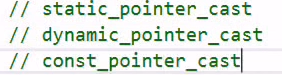 // static_pointer_cast
// dynamic_pointer_cast
// const_pointer_cast